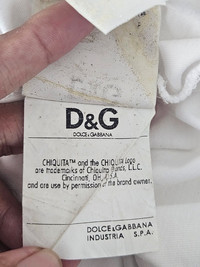 D&G
DOLCE & GABBANA
CHIQUITA™ and the CHIQUITA Logo
are trademarks of Chiquita Brands, L.L.C.
Cincinnati, OH, USA
and are use by permission of the brand owner.
DOLCE & GABBANA
INDUSTRIA S.P.A.